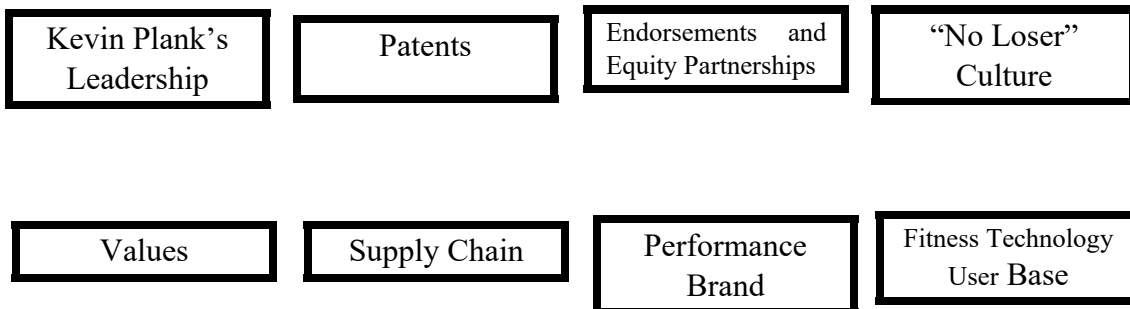 Kevin Plank’s
Leadership
Patents
Endorsements and
Equity Partnerships
“No Loser”
Culture
Values
Supply Chain
Performance
Brand
Fitness Technology
User Base